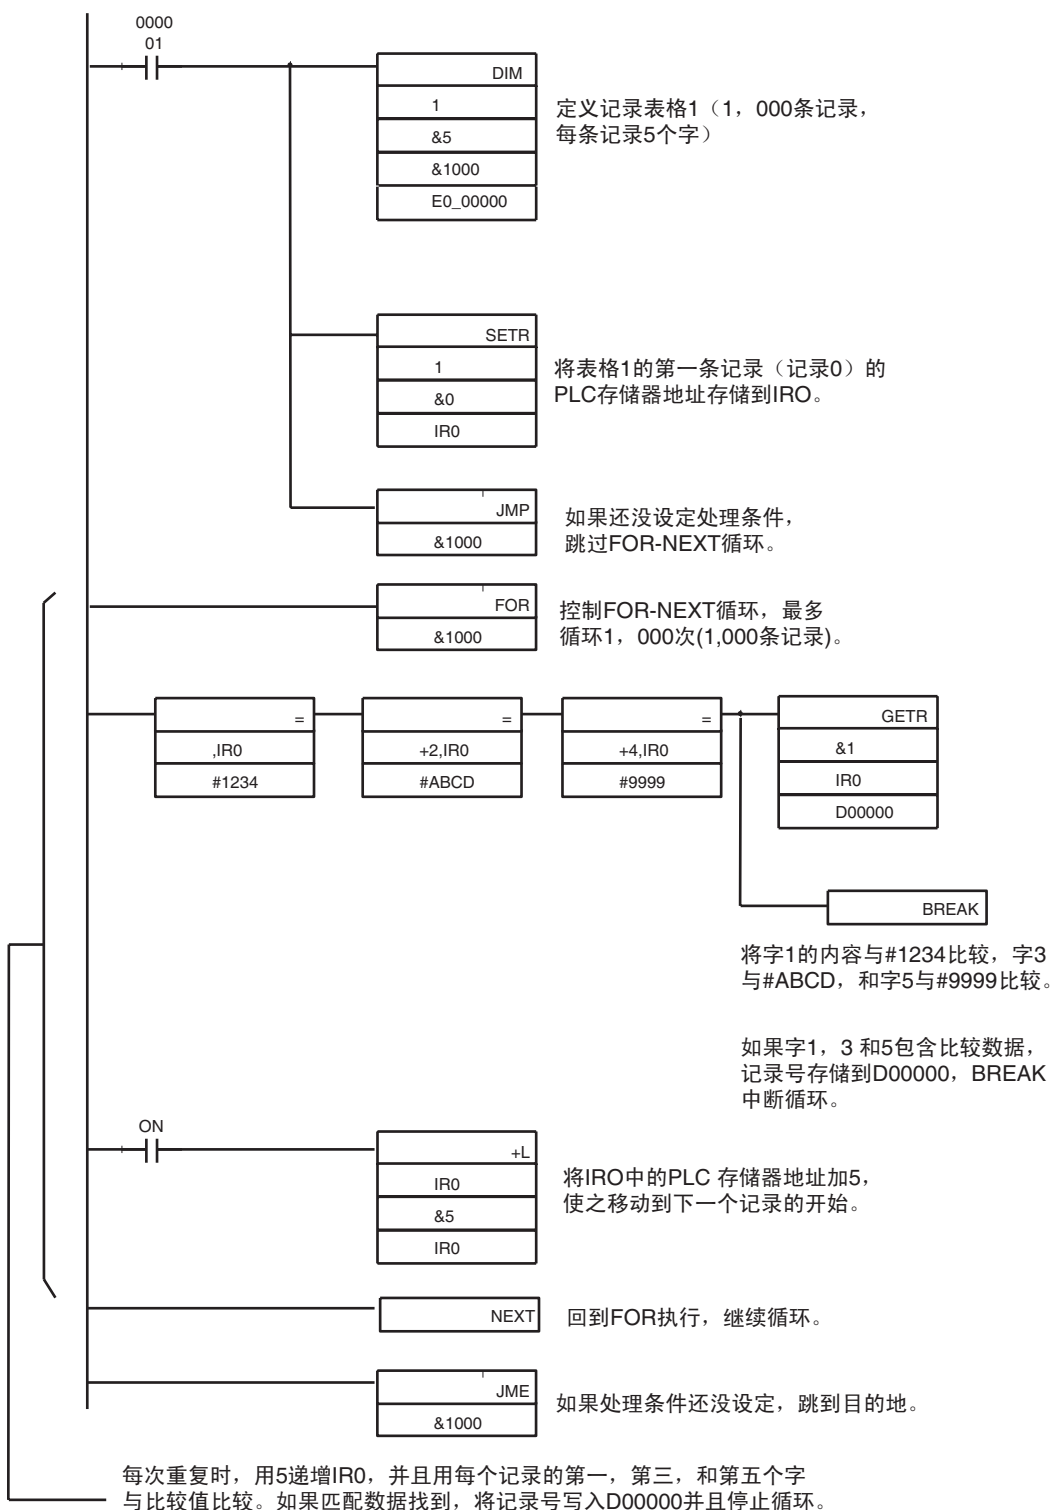 0000
01
DIM
1
&5
&1000
E0_00000
定义记录表格1（1，000条记录，
每条记录5个字）
SETR
1
&0
IR0
将表格1的第一条记录（记录0）的
PLC存储器地址存储到IRO。
JMP
&1000
如果还没设定处理条件，
跳过FOR-NEXT循环。
FOR
&1000
控制FOR-NEXT循环，最多
循环1，000次(1,000条记录)。
=
,IR0
#1234
=
+2,IR0
#ABCD
=
+4,IR0
#9999
GETR
&1
IR0
D00000
BREAK
将字1的内容与#1234比较，字3
与#ABCD，和字5与#9999比较。
如果字1，3 和5包含比较数据，
记录号存储到D00000，BREAK
中断循环。
ON
+L
IR0
&5
IR0
将IRO中的PLC 存储器地址加5，
使之移动到下一个记录的开始。
NEXT
回到FOR执行，继续循环。
JME
&1000
如果处理条件还没设定，跳到目的地。
每次重复时，用5递增IR0，并且用每个记录的第一，第三，和第五个字
与比较值比较。如果匹配数据找到，将记录号写入D00000并且停止循环。